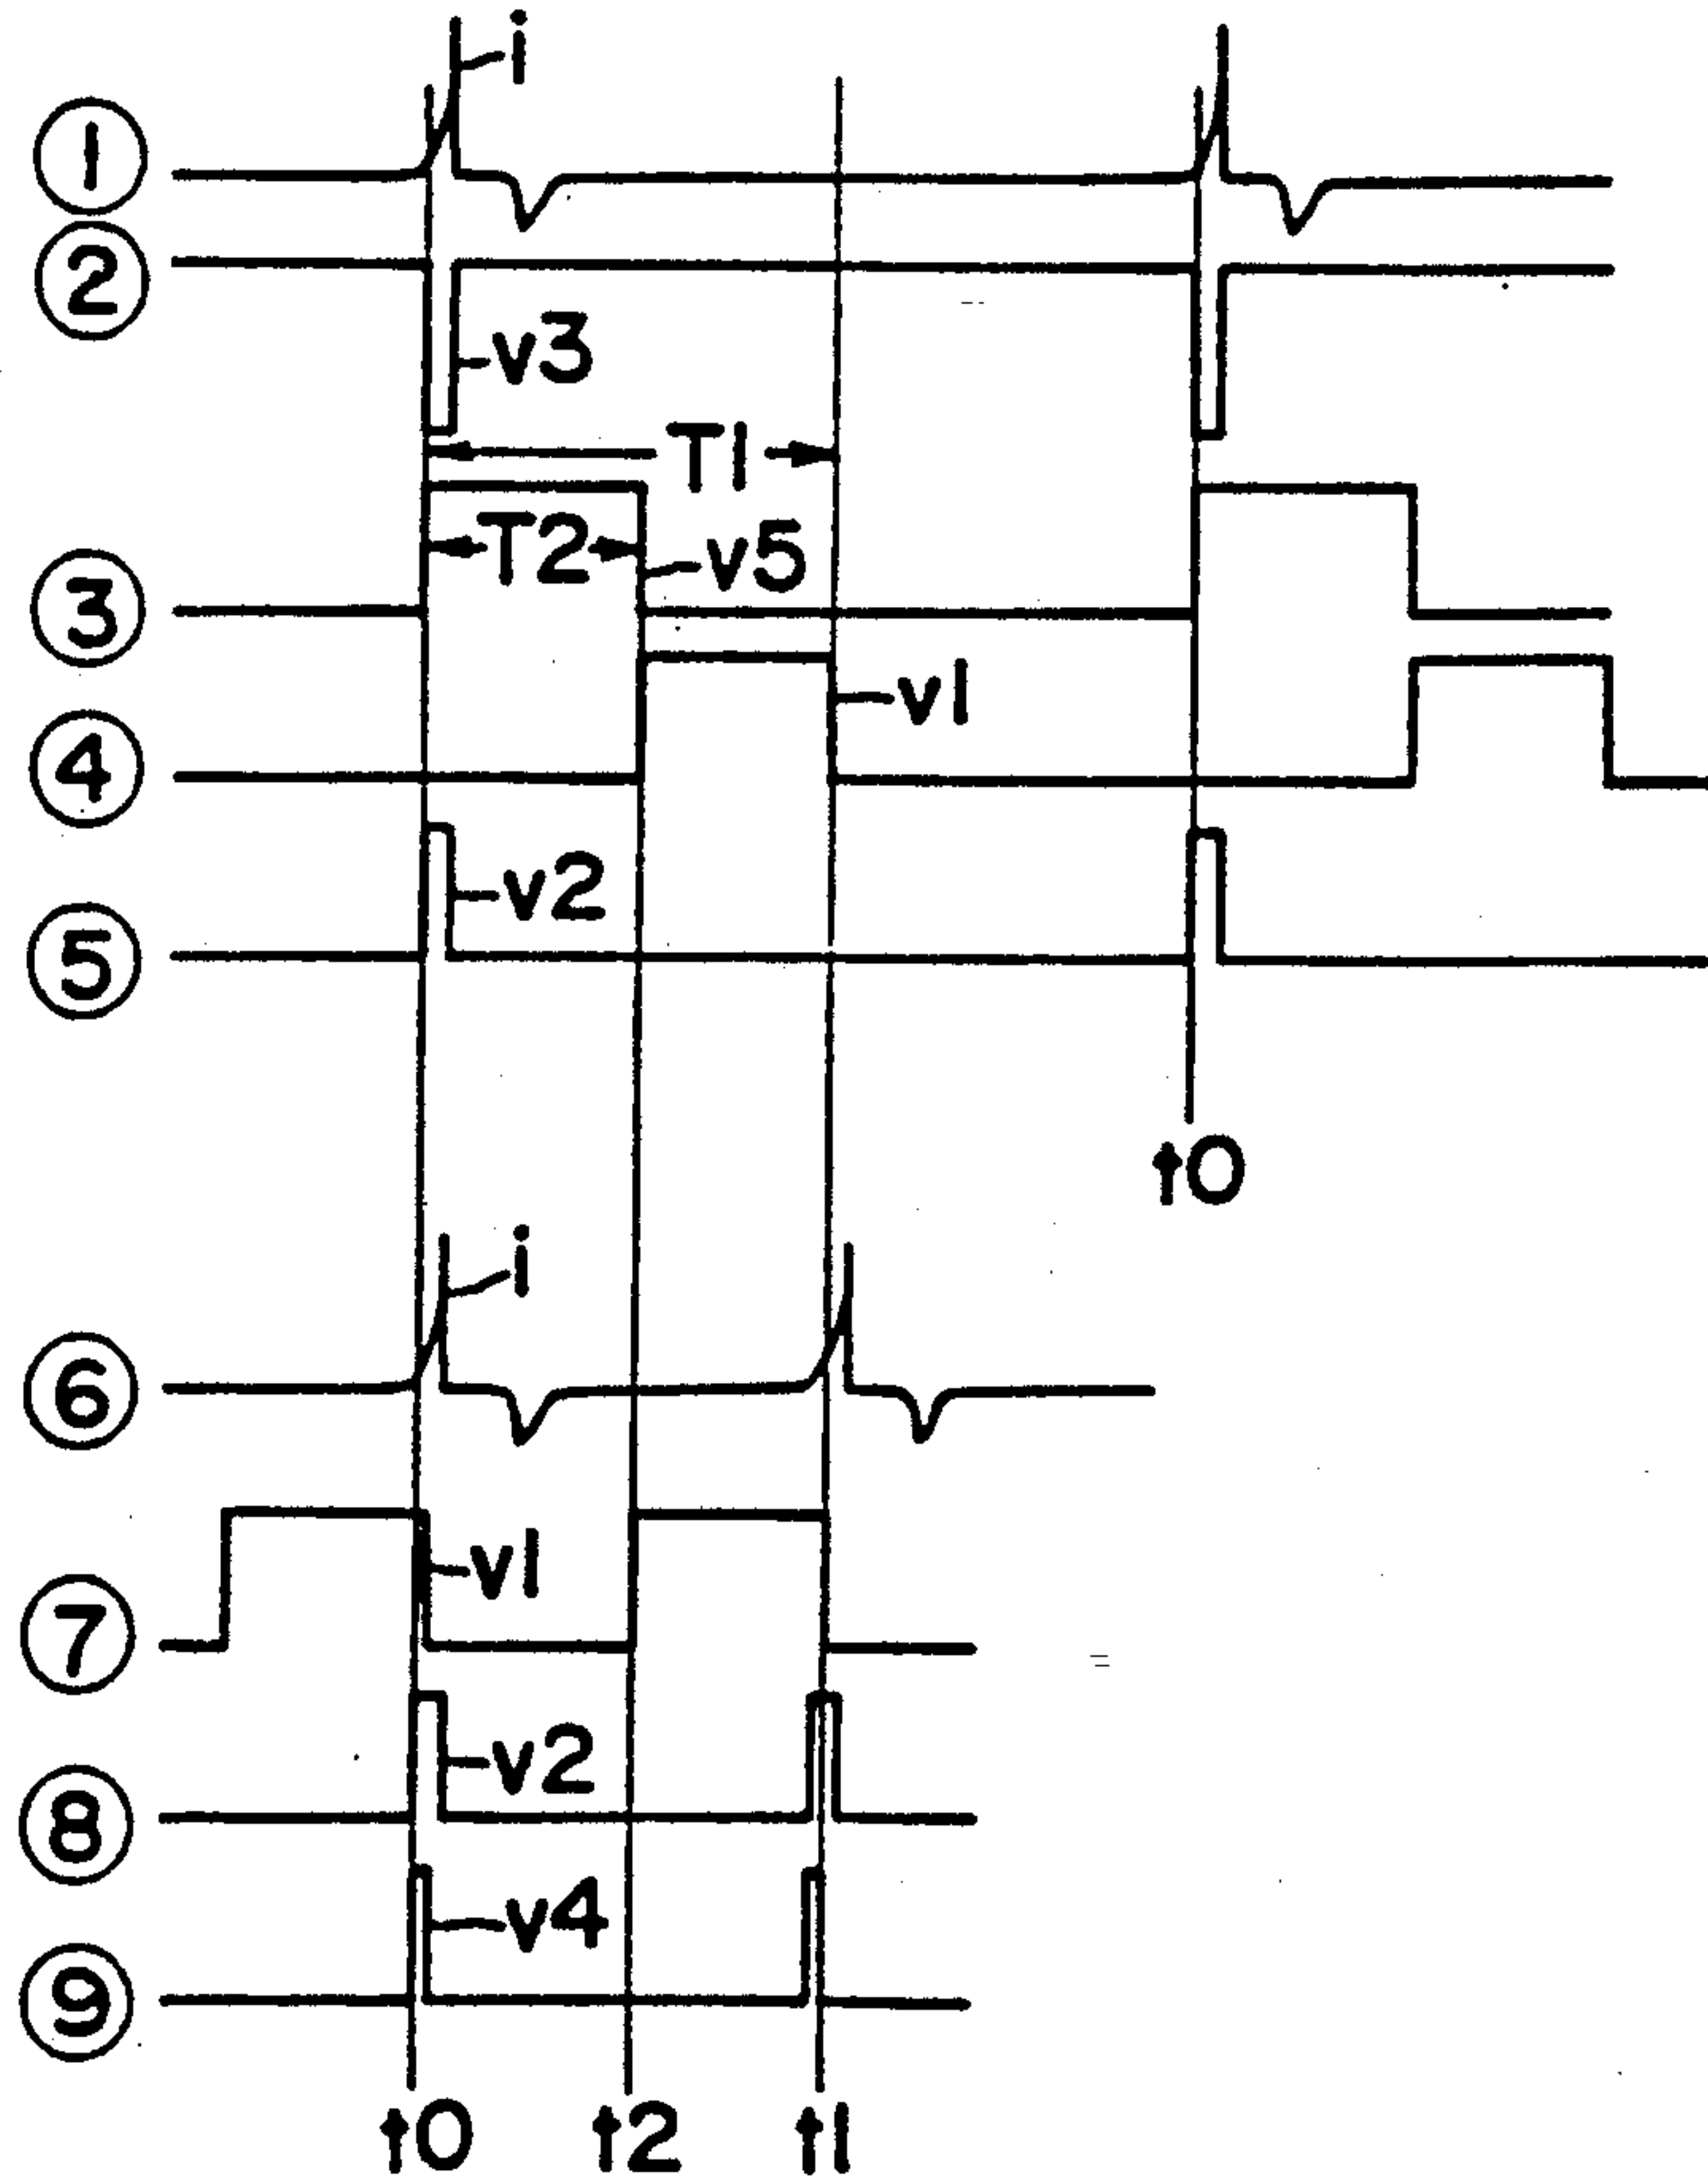 i
①
②
v3
T1
T2
v5
③
v1
④
v2
⑤
t0
i
⑥
v1
⑦
v2
⑧
v4
⑨
t0 t2 t1